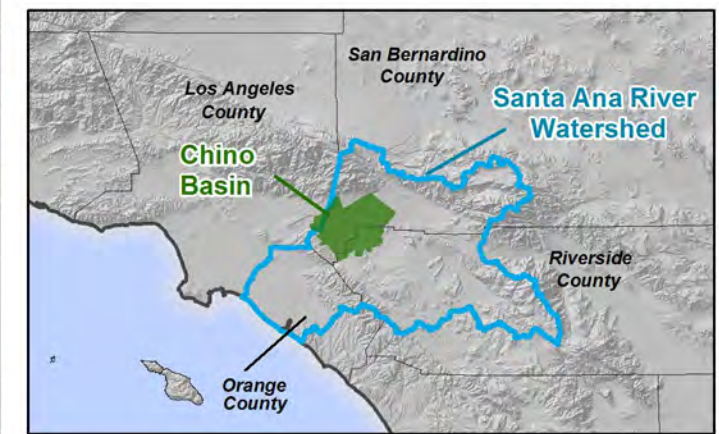 San Bernardino
County
Los Angeles
County
Santa Ana River
Watershed
Chino
Basin
Riverside
County
Orange
County